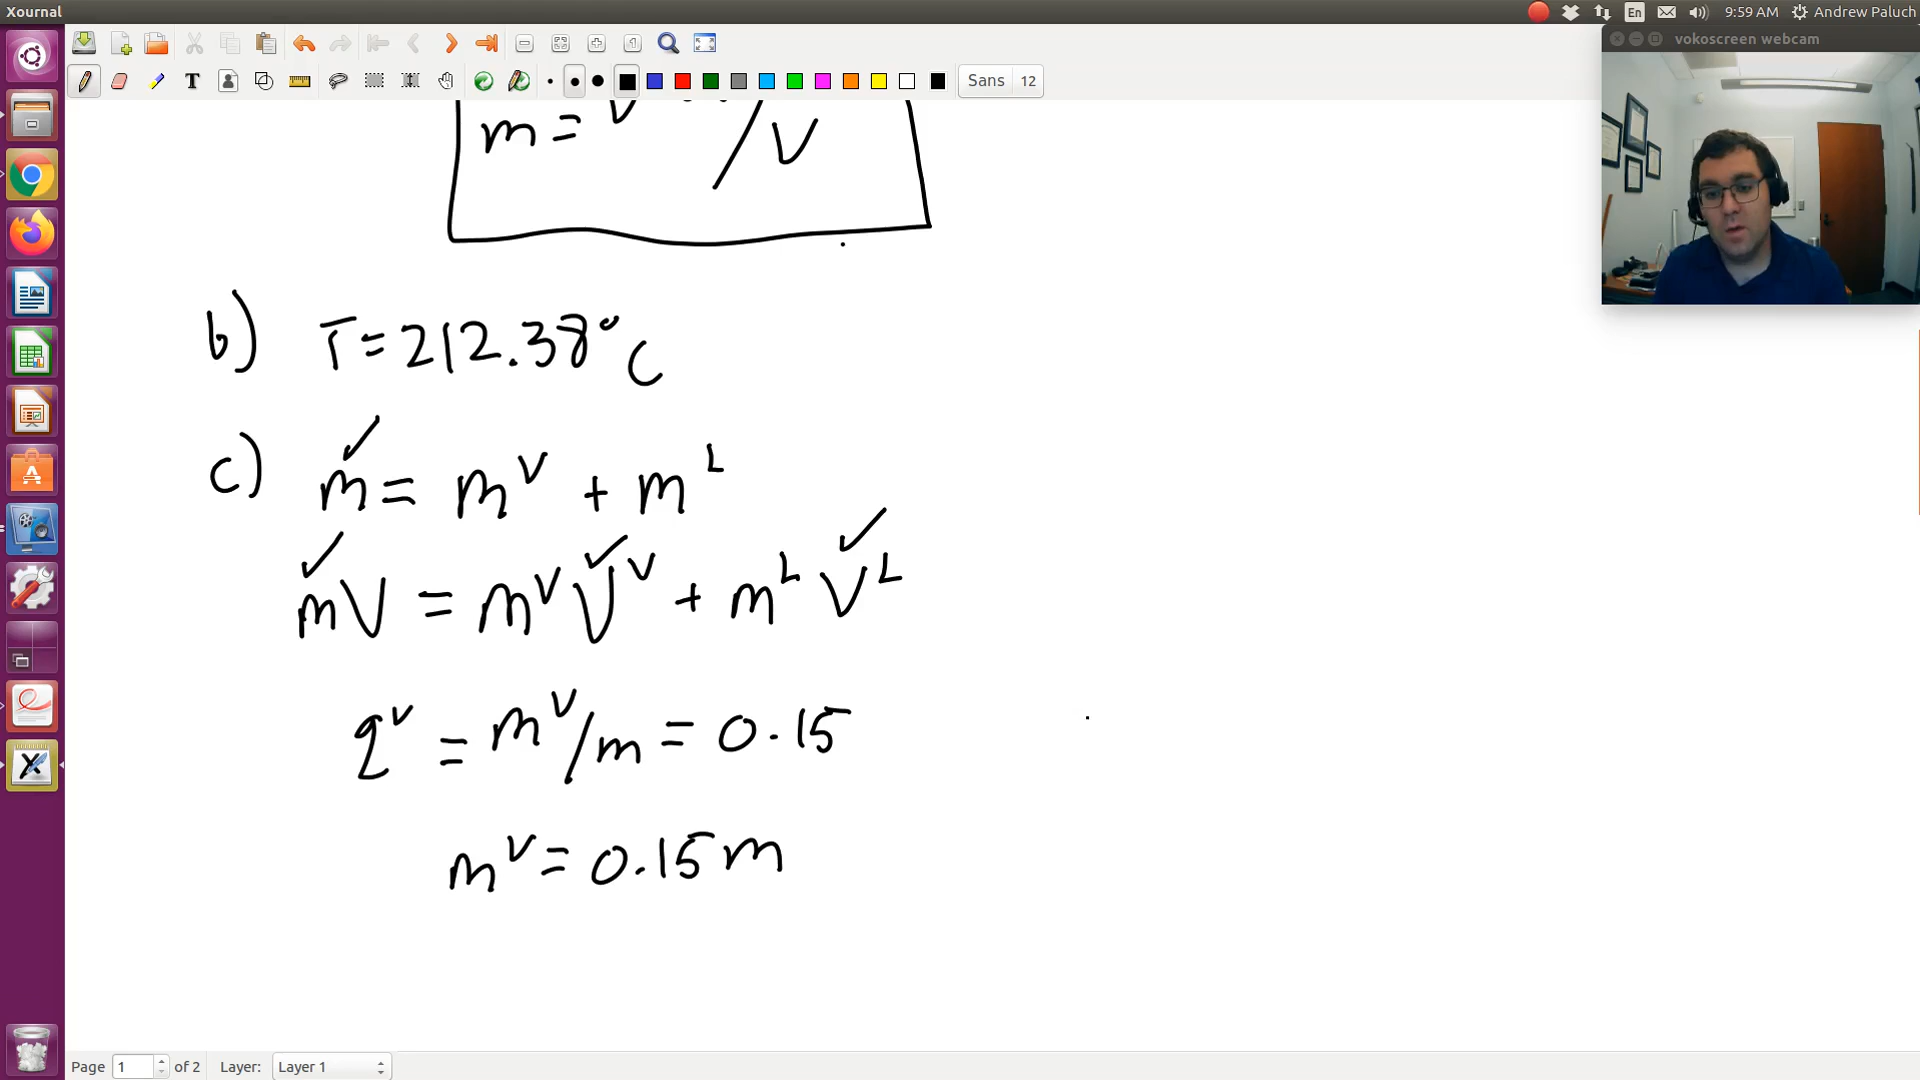 Xournal
En
9:59 AM
Andrew Paluch
vokoscreen webcam
Sans 12
m = V / V
b) T = 212.38°C
c) m = m^V + m^L
mV = m^V V^V + m^L V^L
q^V = m^V/m = 0.15
m^V = 0.15 m
Page 1 of 2 Layer: Layer 1